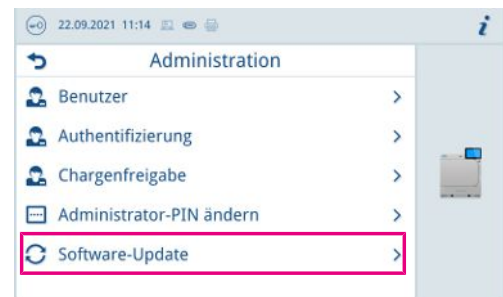 22.09.2021 11:14
Administration
Benutzer
Authentifizierung
Chargenfreigabe
Administrator-PIN ändern
Software-Update